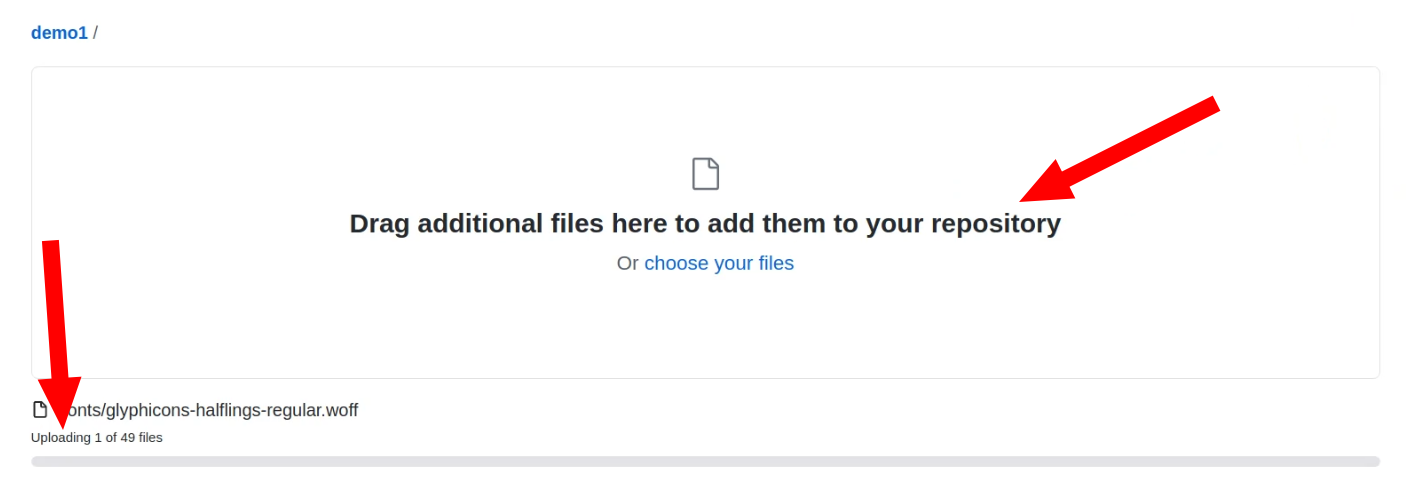 demo1 /
Drag additional files here to add them to your repository
Or choose your files
onts/glyphicons-halflings-regular.woff
Uploading 1 of 49 files